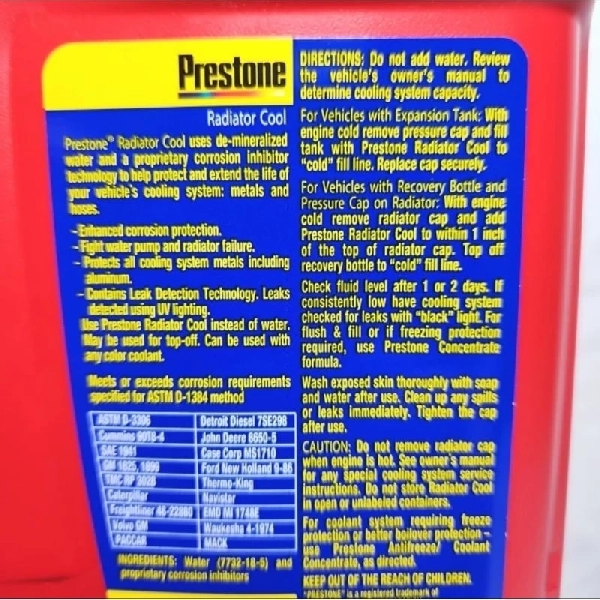 Prestone
Radiator Cool
Prestone® Radiator Cool uses de-mineralized
water and a proprietary corrosion inhibitor
technology to help protect and extend the life of
your vehicle's cooling system: metals and
hoses.
- Enhanced corrosion protection.
- Fight water pump and radiator failure.
- Protects all cooling system metals including
aluminum.
- Contains Leak Detection Technology. Leaks
detected using UV lighting.
Use Prestone Radiator Cool instead of water.
May be used for top-off. Can be used with
any color coolant.
Meets or exceeds corrosion requirements
specified for ASTM D-1384 method
ASTM D-3306 Detroit Diesel 7SE298
Cummins John Deere 8650-5
SAE 1941 Case Corp MS1710
GM 1825, 1899 Ford New Holland 9-86
TMC RP Thermo-King
Caterpillar Navistar
Freightliner 48-22880 EMD MI 1748E
Volvo GM Waukesha 4-1974
PACCAR MACK
INGREDIENTS: Water (7732-18-5) and
proprietary corrosion inhibitors
DIRECTIONS: Do not add water. Review
the vehicle's owner's manual to
determine cooling system capacity.
For Vehicles with Expansion Tank: With
engine cold remove pressure cap and fill
tank with Prestone Radiator Cool to
"cold" fill line. Replace cap securely.
For Vehicles with Recovery Bottle and
Pressure Cap on Radiator: With engine
cold remove radiator cap and add
Prestone Radiator Cool to within 1 inch
of the top of radiator cap. Top off
recovery bottle to "cold" fill line.
Check fluid level after 1 or 2 days. If
consistently low have cooling system
checked for leaks with "black" light. For
flush & fill or if freezing protection
required, use Prestone Concentrate
formula.
Wash exposed skin thoroughly with soap
and water after use. Clean up any spills
or leaks immediately. Tighten the cap
after use.
CAUTION: Do not remove radiator cap
when engine is hot. See owner's manual
for any special cooling system service
instructions. Do not store Radiator Cool
in open or unlabeled containers.
For coolant system requiring freeze
protection or better boilover protection –
use Prestone Antifreeze/ Coolant
Concentrate, as directed.
KEEP OUT OF THE REACH OF CHILDREN.
"PRESTONE" is a registered trademark of